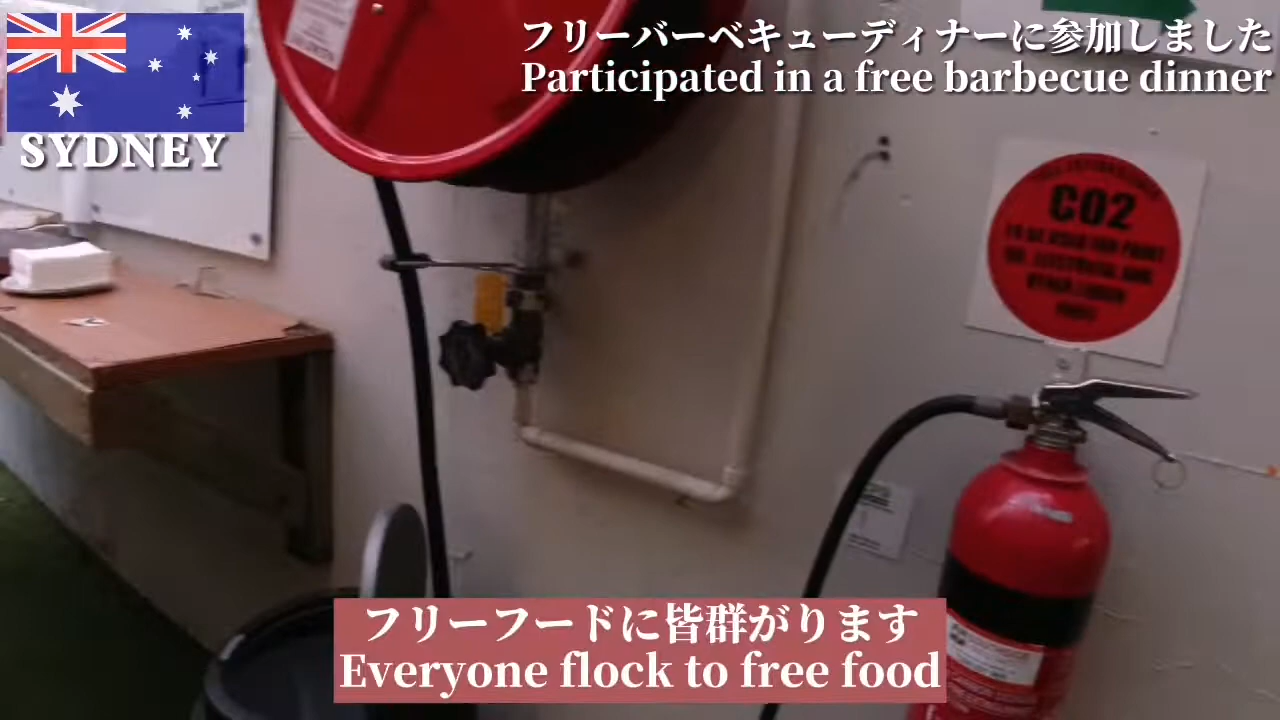 フリーバーベキューディナーに参加しました
Participated in a free barbecue dinner
SYDNEY
CO2
フリーフードに皆群がります
Everyone flock to free food